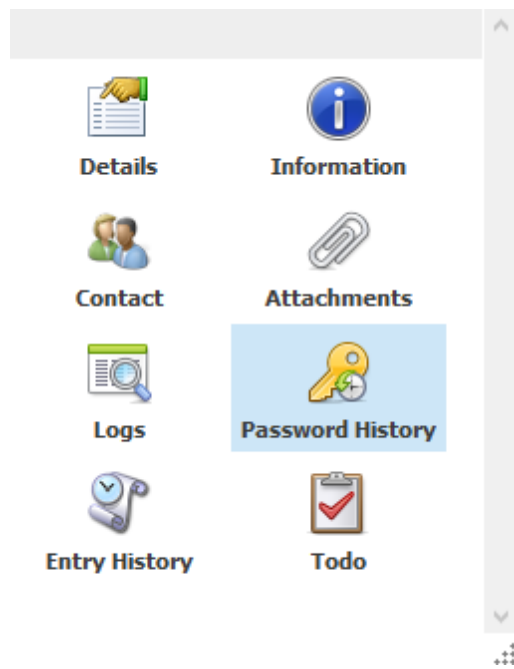 Details
Information
Contact
Attachments
Logs
Password History
Entry History
Todo